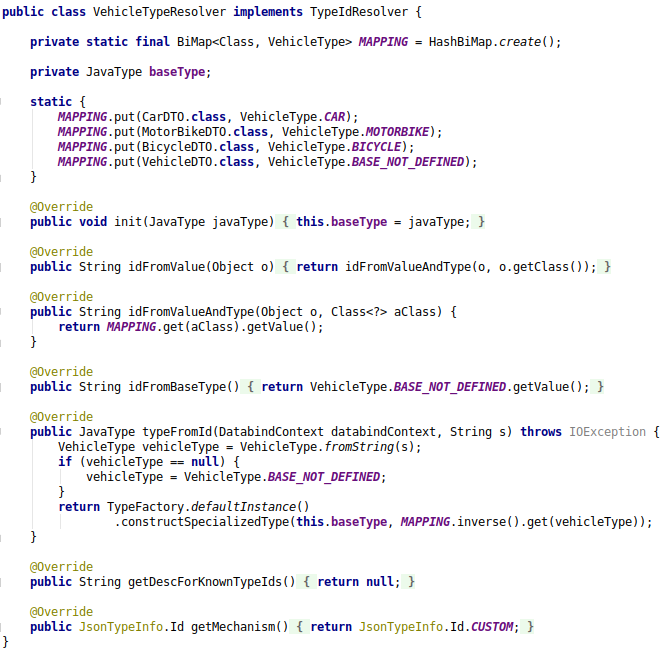 public class VehicleTypeResolver implements TypeIdResolver {
private static final BiMap<Class, VehicleType> MAPPING = HashBiMap.create();
private JavaType baseType;
static {
MAPPING.put(CarDTO.class, VehicleType.CAR);
MAPPING.put(MotorBikeDTO.class, VehicleType.MOTORBIKE);
MAPPING.put(BicycleDTO.class, VehicleType.BICYCLE);
MAPPING.put(VehicleDTO.class, VehicleType.BASE_NOT_DEFINED);
}
@Override
public void init(JavaType javaType) { this.baseType = javaType; }
@Override
public String idFromValue(Object o) { return idFromValueAndType(o, o.getClass()); }
@Override
public String idFromValueAndType(Object o, Class<?> aClass) {
return MAPPING.get(aClass).getValue();
}
@Override
public String idFromBaseType() { return VehicleType.BASE_NOT_DEFINED.getValue(); }
@Override
public JavaType typeFromId(DatabindContext databindContext, String s) throws IOException {
VehicleType vehicleType = VehicleType.fromString(s);
if (vehicleType == null) {
vehicleType = VehicleType.BASE_NOT_DEFINED;
}
return TypeFactory.defaultInstance()
.constructSpecializedType(this.baseType, MAPPING.inverse().get(vehicleType));
}
@Override
public String getDescForKnownTypeIds() { return null; }
@Override
public JsonTypeInfo.Id getMechanism() { return JsonTypeInfo.Id.CUSTOM; }
}